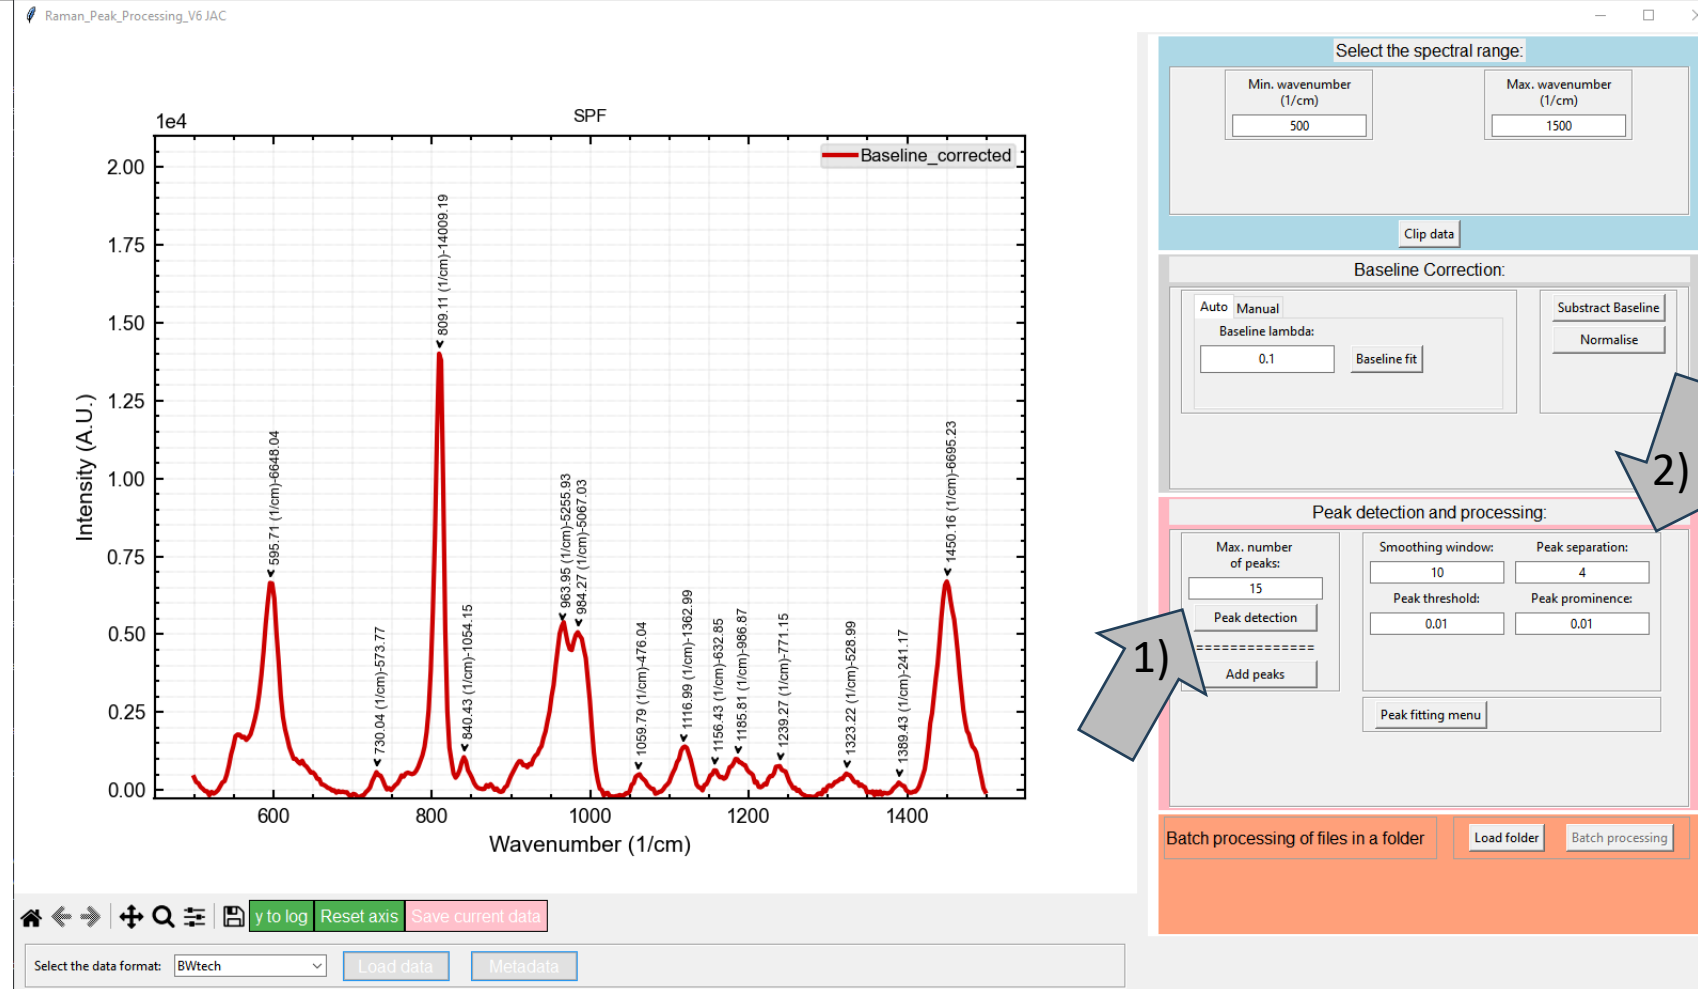 Raman_Peak_Processing_V6 JAC
SPF
1e4
Baseline_corrected
2.00
1.75
1.50
1.25
1.00
0.75
0.50
0.25
0.00
Intensity (A.U.)
595.71 (1/cm)-6648.04
730.04 (1/cm)-573.77
809.11 (1/cm)-14009.19
840.43 (1/cm)-1054.15
963.95 (1/cm)-5255.93
984.27 (1/cm)-5067.03
1059.79 (1/cm)-476.04
1116.99 (1/cm)-1362.99
1156.43 (1/cm)-632.85
1185.81 (1/cm)-986.87
1239.27 (1/cm)-771.15
1323.22 (1/cm)-528.99
1389.43 (1/cm)-241.17
1450.16 (1/cm)-6695.23
600 800 1000 1200 1400
Wavenumber (1/cm)
y to log Reset axis Save current data
Select the data format: BWtech Load data Metadata
Select the spectral range:
Min. wavenumber
(1/cm)
500
Max. wavenumber
(1/cm)
1500
Clip data
Baseline Correction:
Auto Manual
Baseline lambda:
0.1 Baseline fit
Substract Baseline
Normalise
2)
Peak detection and processing:
Max. number
of peaks:
15
Peak detection
==============
Add peaks
1)
Smoothing window: Peak separation:
10 4
Peak threshold: Peak prominence:
0.01 0.01
Peak fitting menu
Batch processing of files in a folder Load folder Batch processing